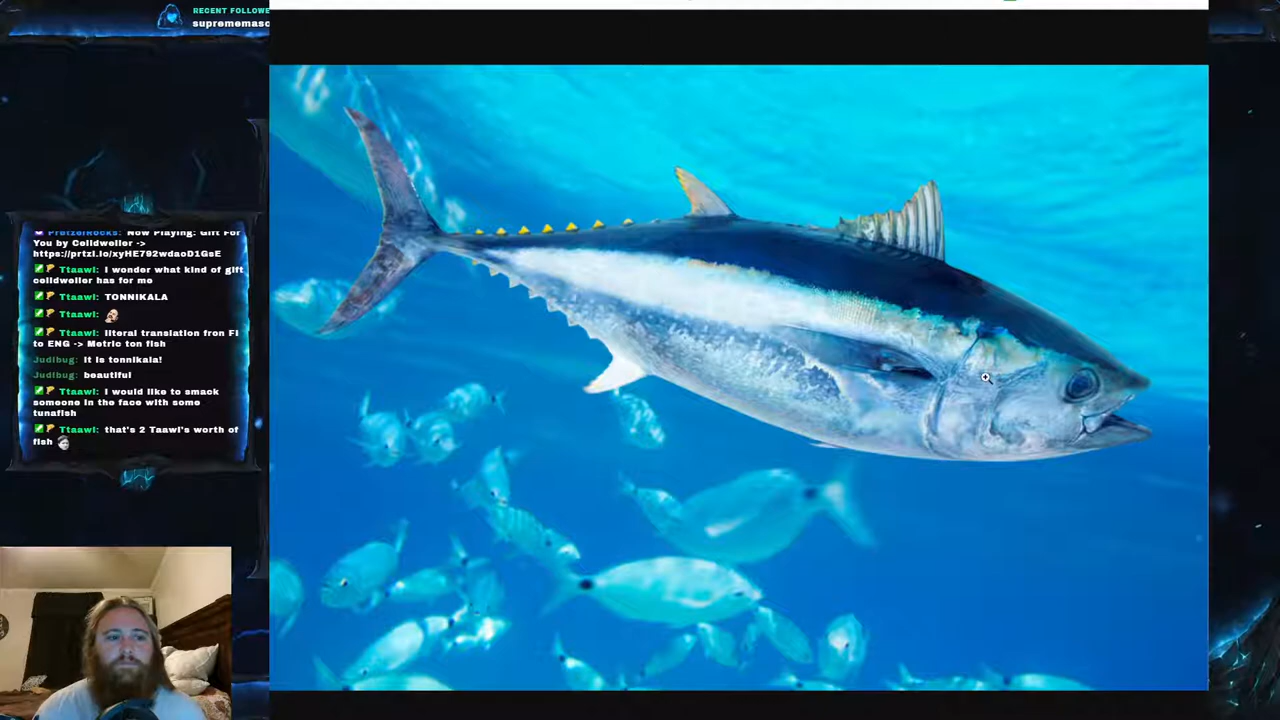 RECENT FOLLOWE
suprememasc
PretzelRocks: Now Playing: Gift For
You by Celldweller ->
https://prtzl.io/xyHE792wdaoD1GsE
Ttaawl: I wonder what kind of gift
celldweller has for me
Ttaawl: TONNIKALA
Ttaawl:
Ttaawl: literal translation fron FI
to ENG -> Metric ton fish
Judibug: it is tonnikala!
Judibug: beautiful
Ttaawl: I would like to smack
someone in the face with some
tunafish
Ttaawl: that's 2 Taawl's worth of
fish